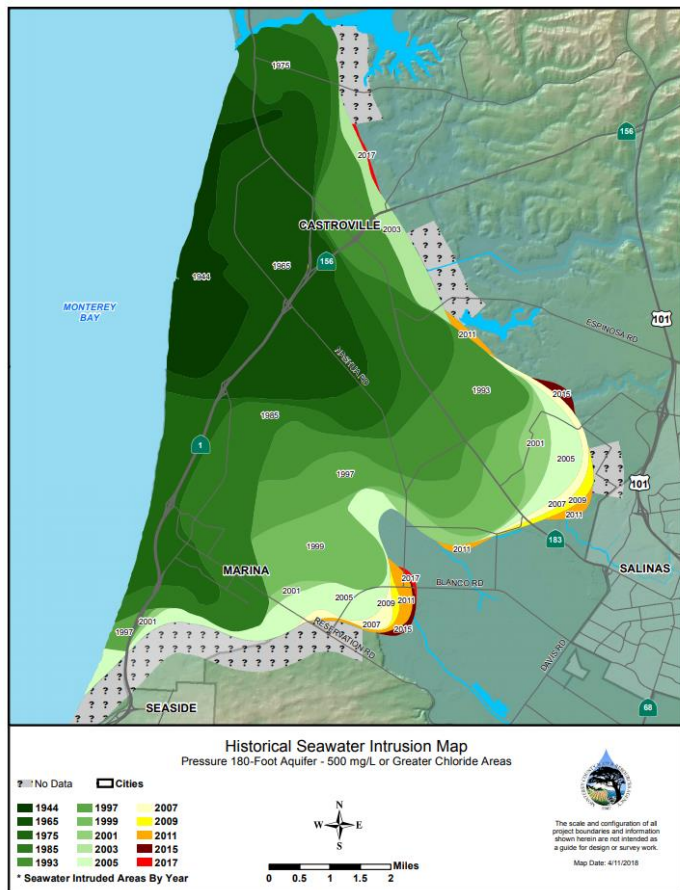 1975
156
2017
CASTROVILLE
2003
1965
156
1944
MONTEREY
BAY
101
ESPINOSA RD
2011
NASHUA RD
1993
2015
1985
1
2001
1997
2005
101
2009
2007
2011
183
1999
2011
SALINAS
MARINA
2017
BLANCO RD
2001
2005
2009
2011
2001
2007
2015
1997
RESERVATION RD
DAVIS RD
SEASIDE
68
Historical Seawater Intrusion Map
Pressure 180-Foot Aquifer - 500 mg/L or Greater Chloride Areas
? No Data
Cities
1944 1997 2007
1965 1999 2009
1975 2001 2011
1985 2003 2015
1993 2005 2017
* Seawater Intruded Areas By Year
N
W E
S
Miles
0 0.5 1 1.5 2
The scale and configuration of all
project boundaries and information
shown herein are not intended as
a guide for design or survey work.
Map Date: 4/11/2018